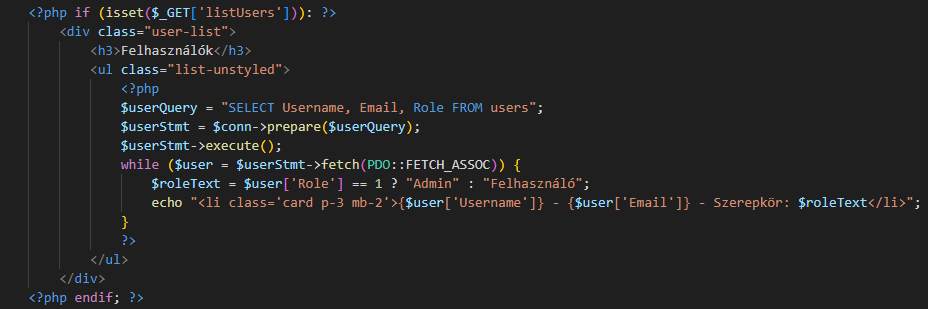 <?php if (isset($_GET['listUsers'])): ?>
<div class="user-list">
<h3>Felhasználók</h3>
<ul class="list-unstyled">
<?php
$userQuery = "SELECT Username, Email, Role FROM users";
$userStmt = $conn->prepare($userQuery);
$userStmt->execute();
while ($user = $userStmt->fetch(PDO::FETCH_ASSOC)) {
$roleText = $user['Role'] == 1 ? "Admin" : "Felhasználó";
echo "<li class='card p-3 mb-2'>{$user['Username']} - {$user['Email']} - Szerepkör: $roleText</li>";
}
?>
</ul>
</div>
<?php endif; ?>